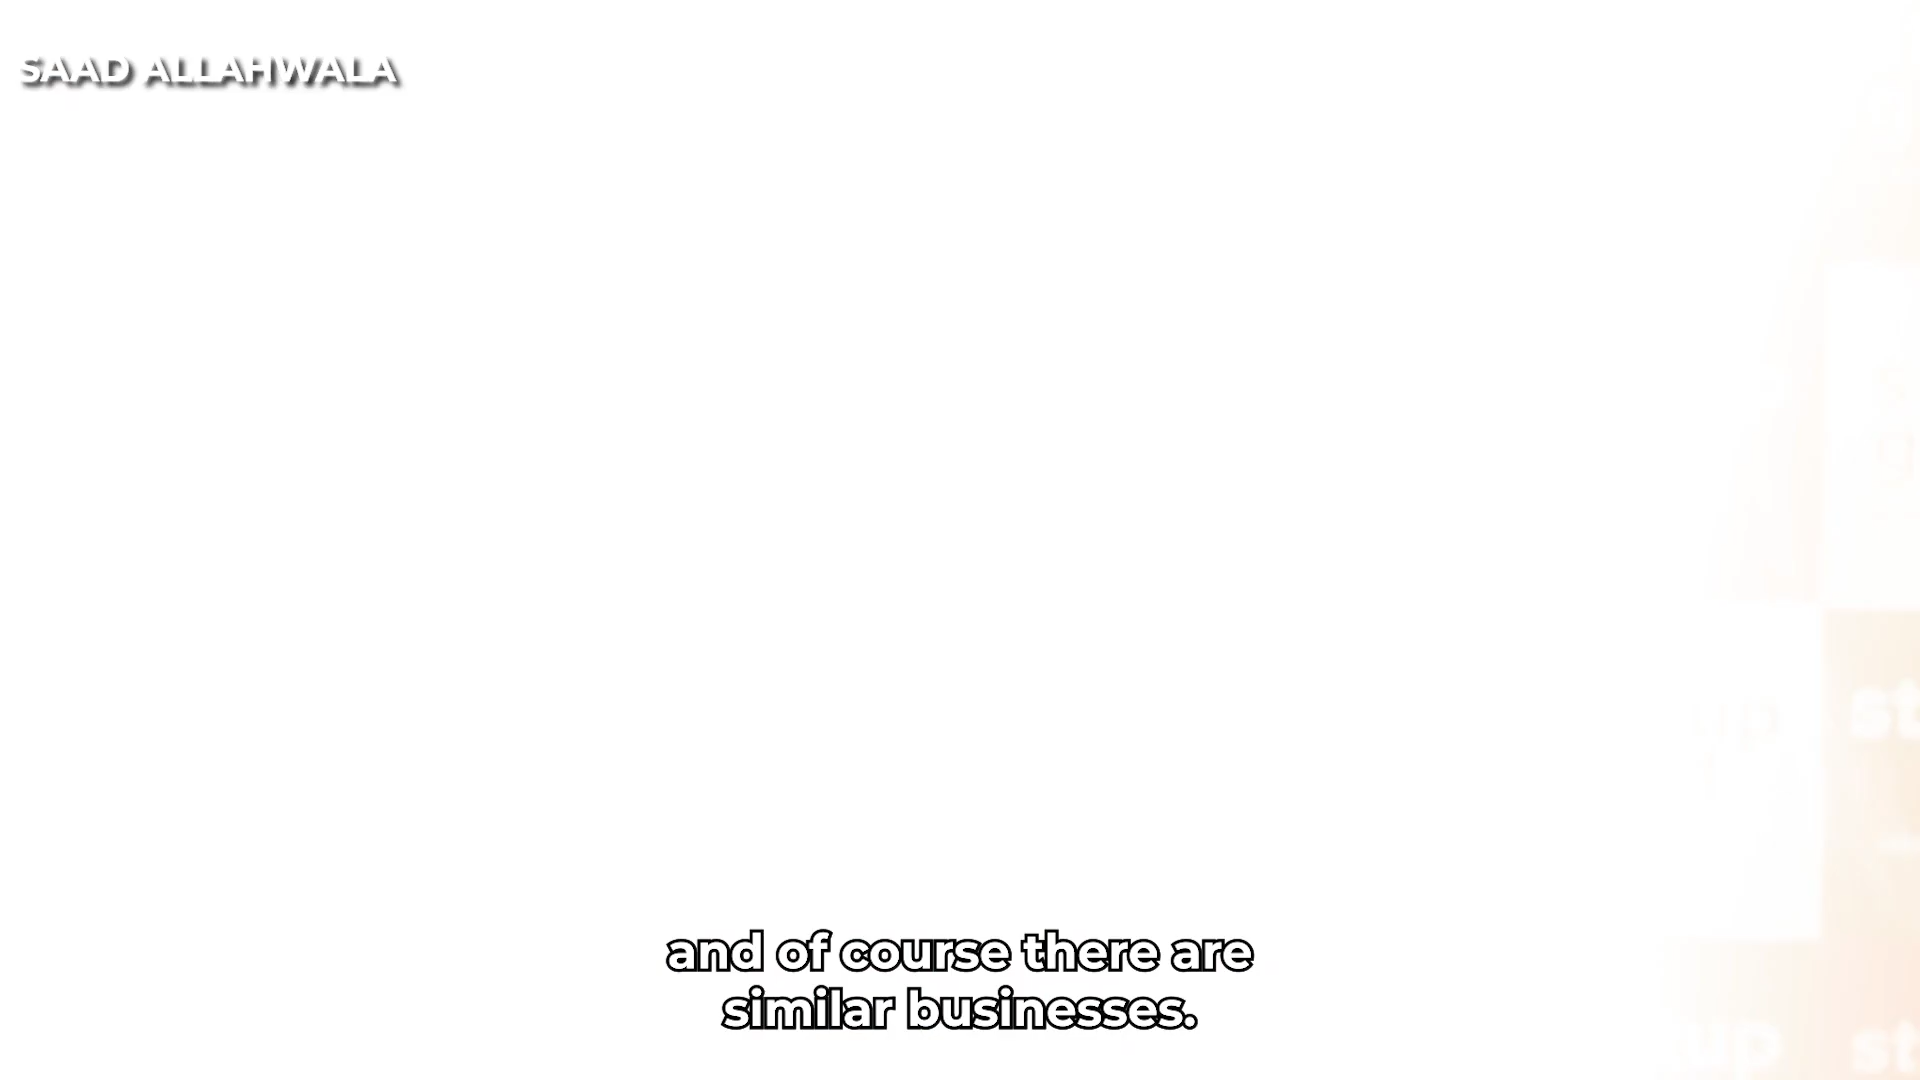 SAAD ALLAHWALA
and of course there are
similar businesses.